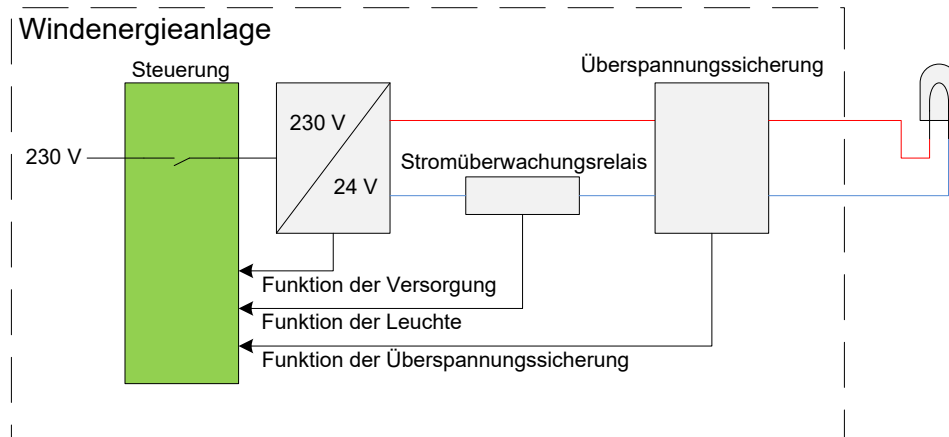 Windenergieanlage
Steuerung
Überspannungssicherung
230 V
230 V
24 V
Stromüberwachungsrelais
Funktion der Versorgung
Funktion der Leuchte
Funktion der Überspannungssicherung